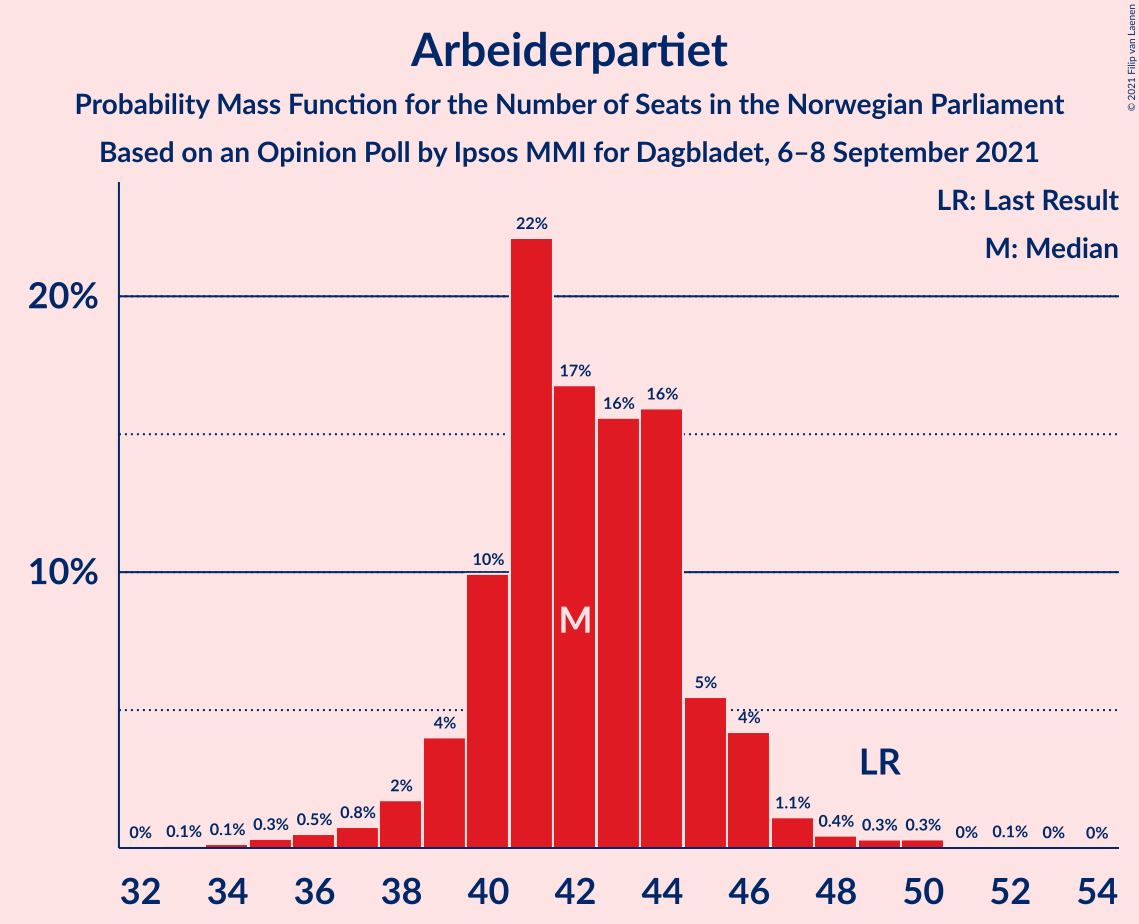 Arbeiderpartiet
Probability Mass Function for the Number of Seats in the Norwegian Parliament
Based on an Opinion Poll by Ipsos MMI for Dagbladet, 6–8 September 2021
© 2021 Filip van Laenen
LR: Last Result
M: Median
20%
10%
0% 0.1% 0.1% 0.3% 0.5% 0.8% 2% 4% 10% 22% 17% 16% 16% 5% 4% 1.1% 0.4% 0.3% 0.3% 0% 0.1% 0% 0%
M
LR
32 34 36 38 40 42 44 46 48 50 52 54